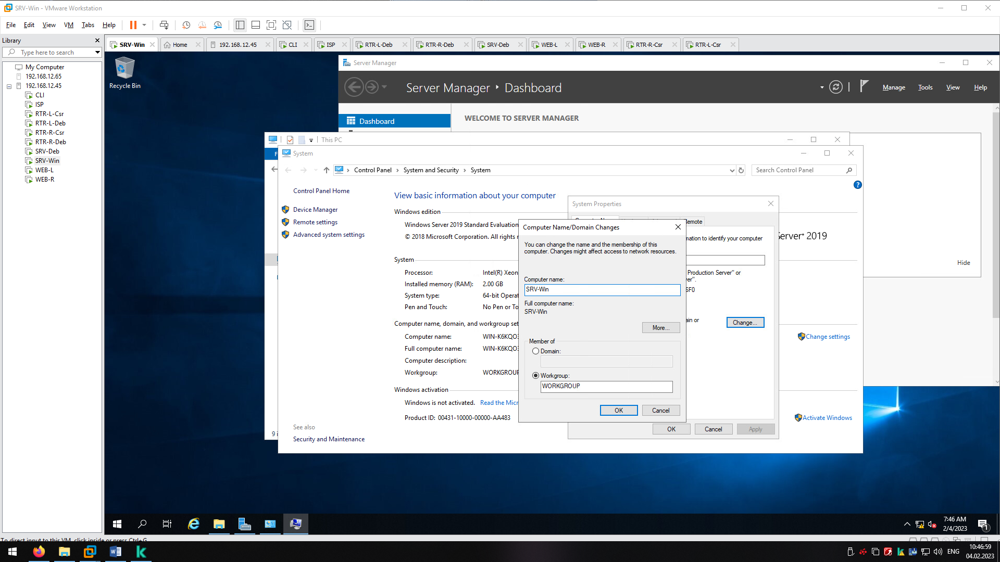 SRV-Win - VMware Workstation
File Edit View VM Tabs Help
Library
Type here to search
My Computer
192.168.12.65
192.168.12.45
CLI
ISP
RTR-L-Csr
RTR-L-Deb
RTR-R-Csr
RTR-R-Deb
SRV-Deb
SRV-Win
WEB-L
WEB-R
SRV-Win Home 192.168.12.45 CLI ISP RTR-L-Deb RTR-R-Deb SRV-Deb WEB-L WEB-R RTR-R-Csr RTR-L-Csr
Recycle Bin
Server Manager
Server Manager Dashboard
Manage Tools View Help
Dashboard
WELCOME TO SERVER MANAGER
Hide
This PC
F
System
Control Panel System and Security System
Search Control Panel
Control Panel Home
Device Manager
Remote settings
Advanced system settings
See also
Security and Maintenance
View basic information about your computer
Windows edition
Windows Server 2019 Standard Evaluation
© 2018 Microsoft Corporation. All rights
Server 2019
System
Processor: Intel(R) Xeon
Installed memory (RAM): 2.00 GB
System type: 64-bit Operat
Pen and Touch: No Pen or To
Computer name, domain, and workgroup set
Computer name: WIN-K6KQO3
Full computer name: WIN-K6KQO3
Computer description:
Workgroup: WORKGROUP
Change settings
Windows activation
Windows is not activated. Read the Micr
Product ID: 00431-10000-00000-AA483
Activate Windows
9 i
System Properties
Remote
mation to identify your computer
Production Server" or
ver".
6F0
ain or
Change...
OK Cancel Apply
Computer Name/Domain Changes
You can change the name and the membership of this
computer. Changes might affect access to network resources.
Computer name:
SRV-Win
Full computer name:
SRV-Win
More...
Member of
Domain:
Workgroup:
WORKGROUP
OK Cancel
7:46 AM
2/4/2023
1
To direct input to this VM, click inside or press Ctrl+G.
ENG
10:46:59
04.02.2023